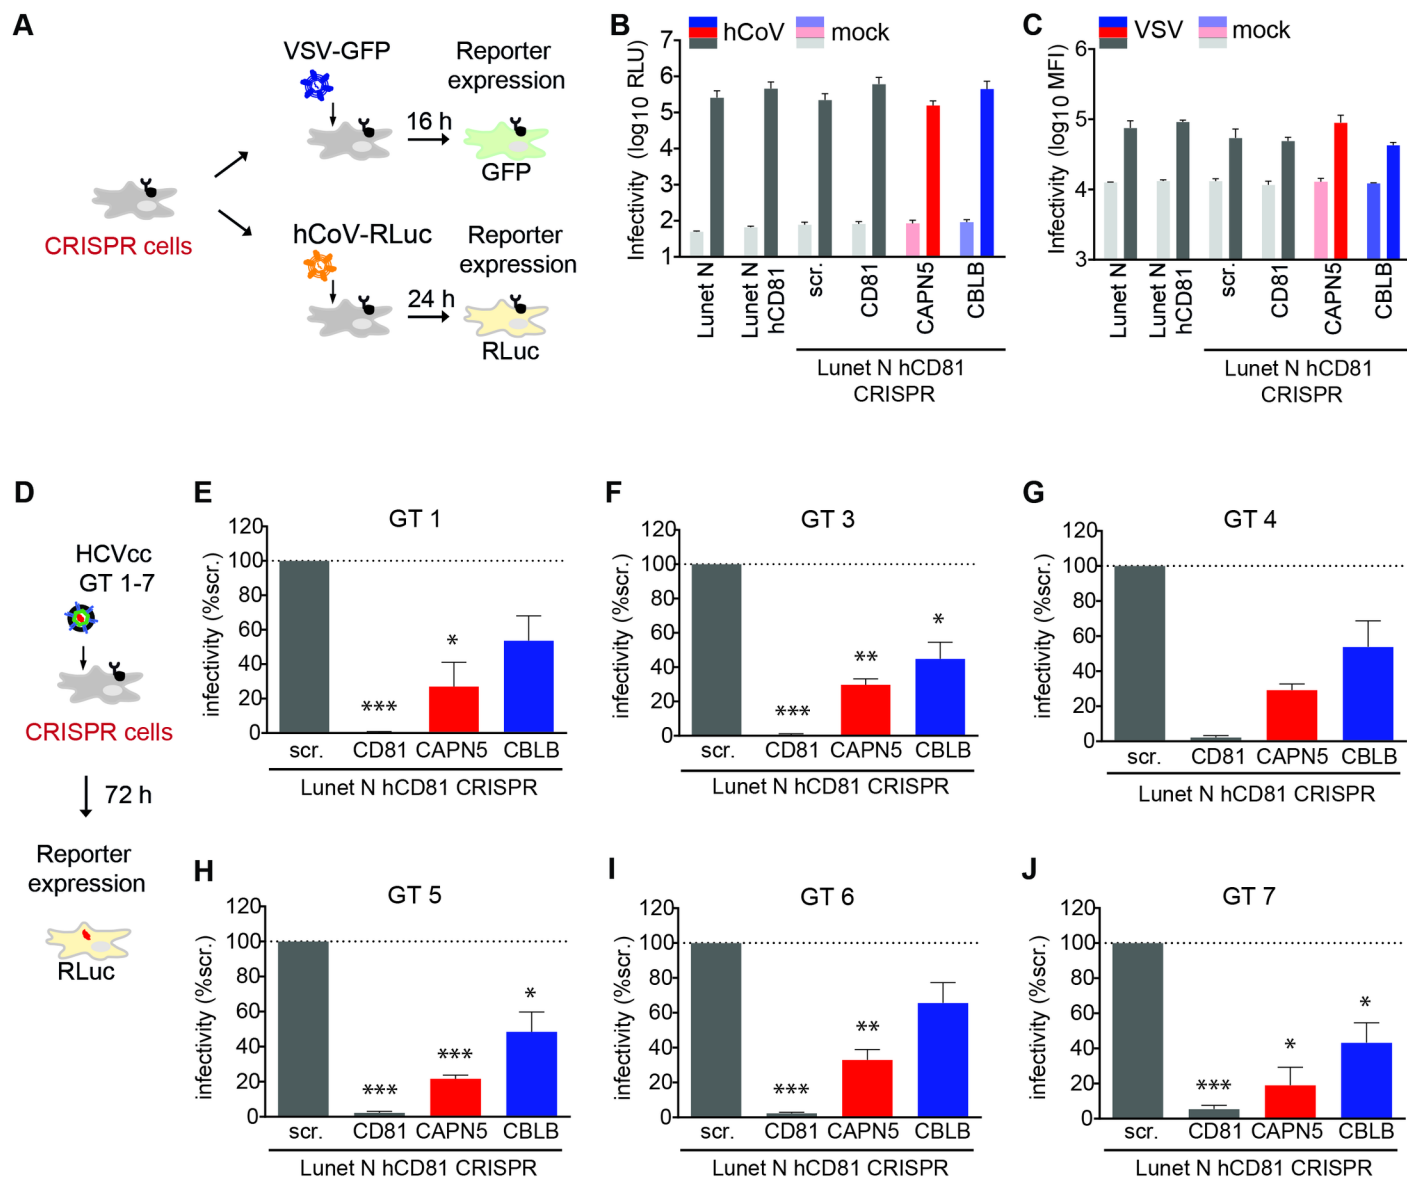 A
VSV-GFP
Reporter
expression
16 h
GFP
CRISPR cells
hCoV-RLuc
Reporter
expression
24 h
RLuc
B
hCoV
mock
Infectivity (log10 RLU)
7
6
5
4
3
2
1
Lunet N
Lunet N
hCD81
scr.
CD81
CAPN5
CBLB
Lunet N hCD81
CRISPR
C
VSV
mock
Infectivity (log10 MFI)
6
5
4
3
Lunet N
Lunet N
hCD81
scr.
CD81
CAPN5
CBLB
Lunet N hCD81
CRISPR
D
HCVcc
GT 1-7
CRISPR cells
72 h
Reporter
expression
RLuc
E
GT 1
infectivity (%scr.)
120
100
80
60
40
20
0
***
*
scr.
CD81
CAPN5
CBLB
Lunet N hCD81 CRISPR
F
GT 3
infectivity (%scr.)
120
100
80
60
40
20
0
***
**
*
scr.
CD81
CAPN5
CBLB
Lunet N hCD81 CRISPR
G
GT 4
infectivity (%scr.)
120
100
80
60
40
20
0
scr.
CD81
CAPN5
CBLB
Lunet N hCD81 CRISPR
H
GT 5
infectivity (%scr.)
120
100
80
60
40
20
0
***
***
*
scr.
CD81
CAPN5
CBLB
Lunet N hCD81 CRISPR
I
GT 6
infectivity (%scr.)
120
100
80
60
40
20
0
***
**
scr.
CD81
CAPN5
CBLB
Lunet N hCD81 CRISPR
J
GT 7
infectivity (%scr.)
120
100
80
60
40
20
0
***
*
*
scr.
CD81
CAPN5
CBLB
Lunet N hCD81 CRISPR